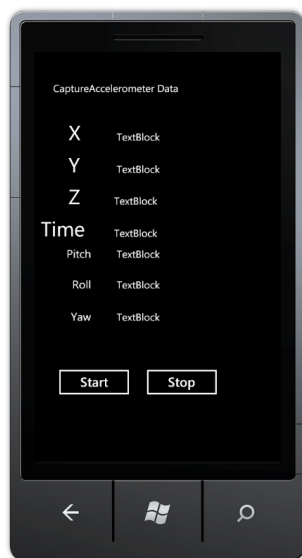 CaptureAccelerometer Data
X TextBlock
Y TextBlock
Z TextBlock
Time TextBlock
Pitch TextBlock
Roll TextBlock
Yaw TextBlock
Start Stop